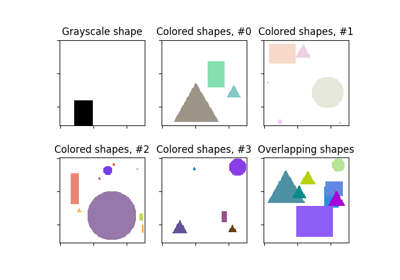 Grayscale shape
Colored shapes, #0
Colored shapes, #1
Colored shapes, #2
Colored shapes, #3
Overlapping shapes